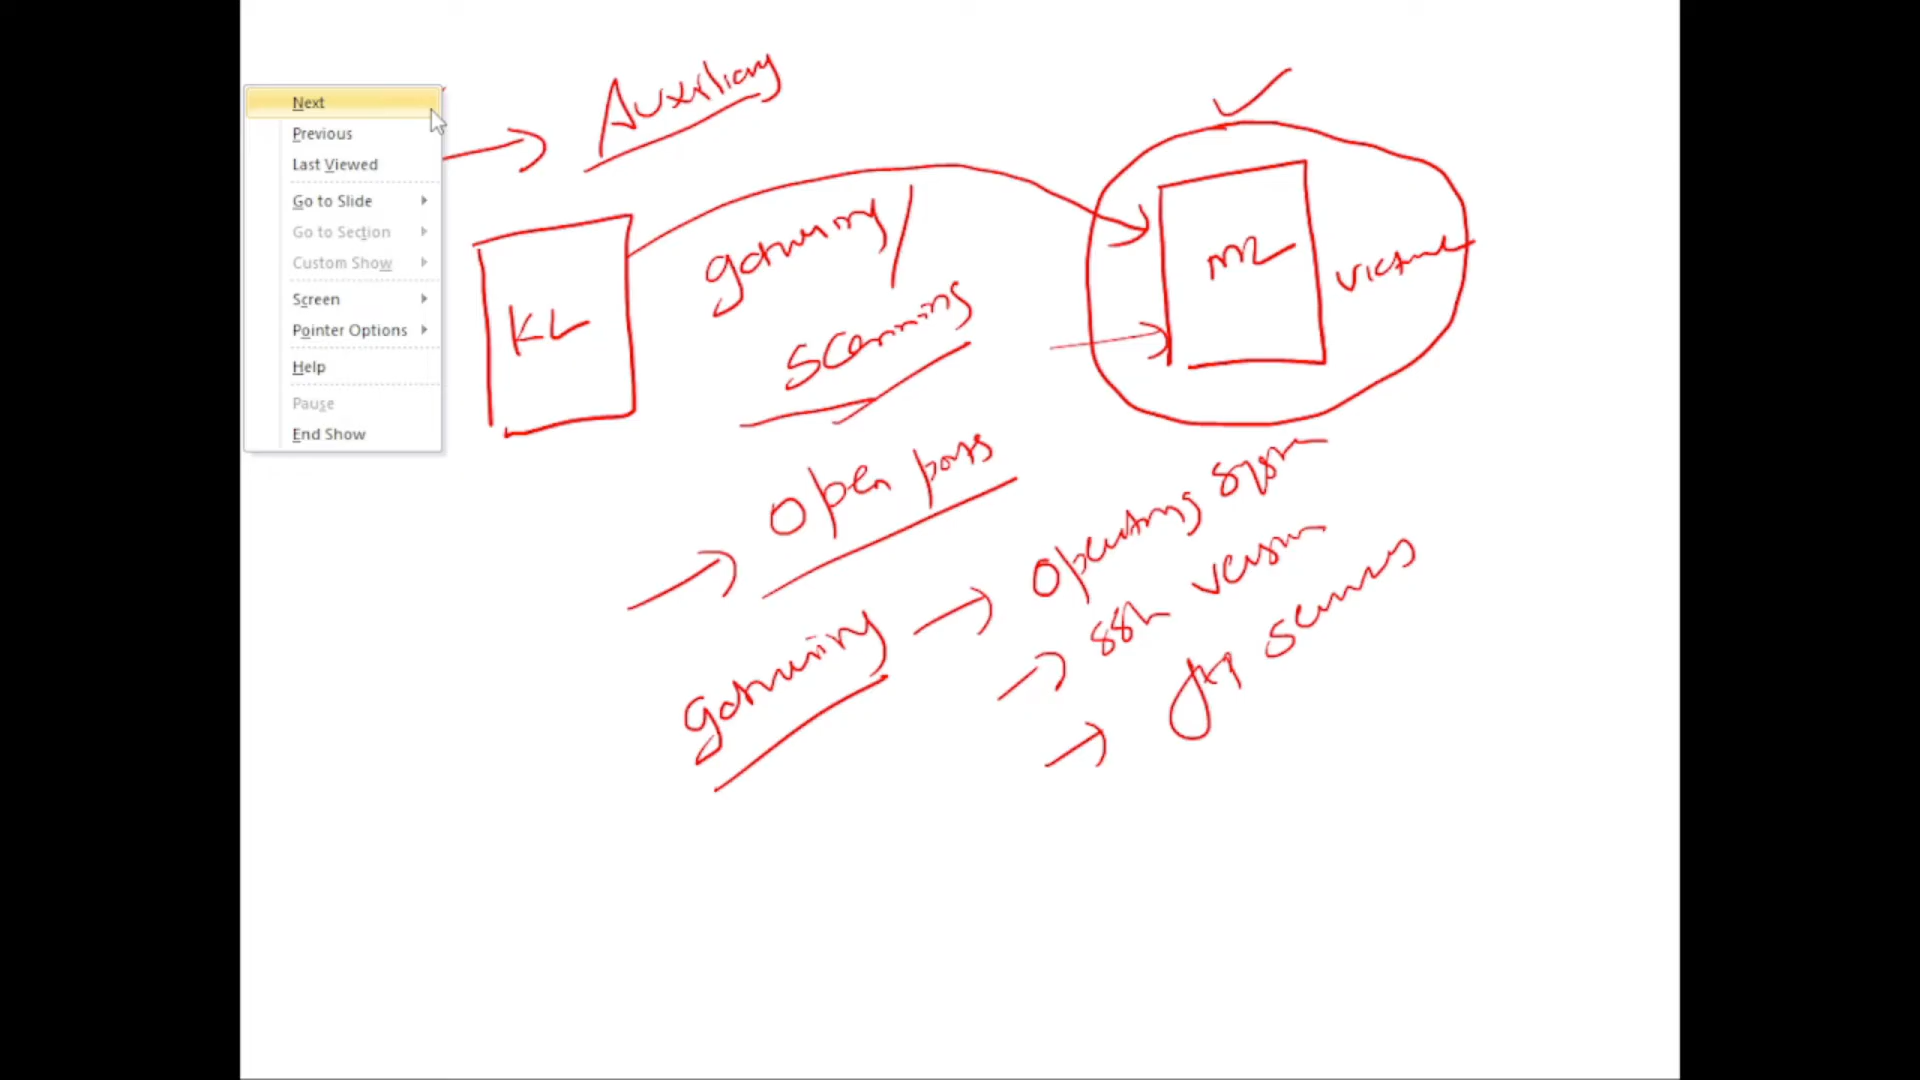 Next
Previous
Last Viewed
Go to Slide
Go to Section
Custom Show
Screen
Pointer Options
Help
Pause
End Show
Auxiliary
KL
gathering /
scanning
M2
victim
open ports
gathering
operating system
ssh version
ftp